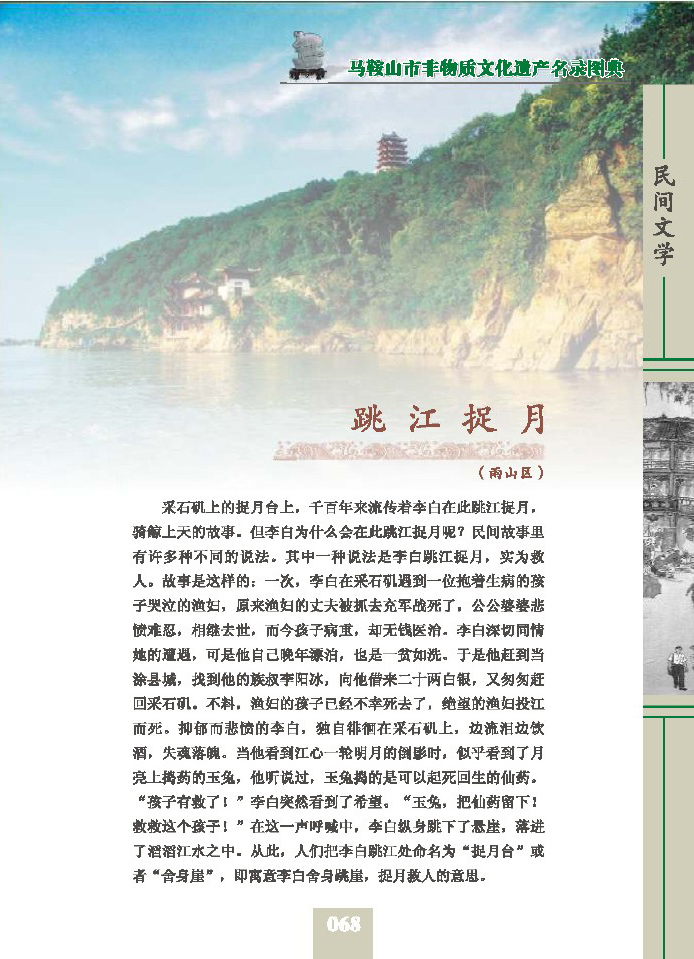 马鞍山市非物质文化遗产名录图典
民间文学
跳江捉月
（雨山区）
采石矶上的捉月台上，千百年来流传着李白在此跳江捉月，
骑鲸上天的故事。但李白为什么会在此跳江捉月呢？民间故事里
有许多种不同的说法。其中一种说法是李白跳江捉月，实为救
人。故事是这样的：一次，李白在采石矶遇到一位抱着生病的孩
子哭泣的渔妇，原来渔妇的丈夫被抓去充军战死了，公公婆婆悲
愤难忍，相继去世，而今孩子病重，却无钱医治。李白深切同情
她的遭遇，可是他自己晚年漂泊，也是一贫如洗。于是他赶到当
涂县城，找到他的族叔李阳冰，向他借来二十两白银，又匆匆赶
回采石矶。不料，渔妇的孩子已经不幸死去了，绝望的渔妇投江
而死。抑郁而悲愤的李白，独自徘徊在采石矶上，边流泪边饮
酒，失魂落魄。当他看到江心一轮明月的倒影时，似乎看到了月
亮上捣药的玉兔，他听说过，玉兔捣的是可以起死回生的仙药。
“孩子有救了！”李白突然看到了希望。“玉兔，把仙药留下！
救救这个孩子！”在这一声呼喊中，李白纵身跳下了悬崖，落进
了滔滔江水之中。从此，人们把李白跳江处命名为“捉月台”或
者“舍身崖”，即寓意李白舍身跳崖，捉月救人的意思。
068